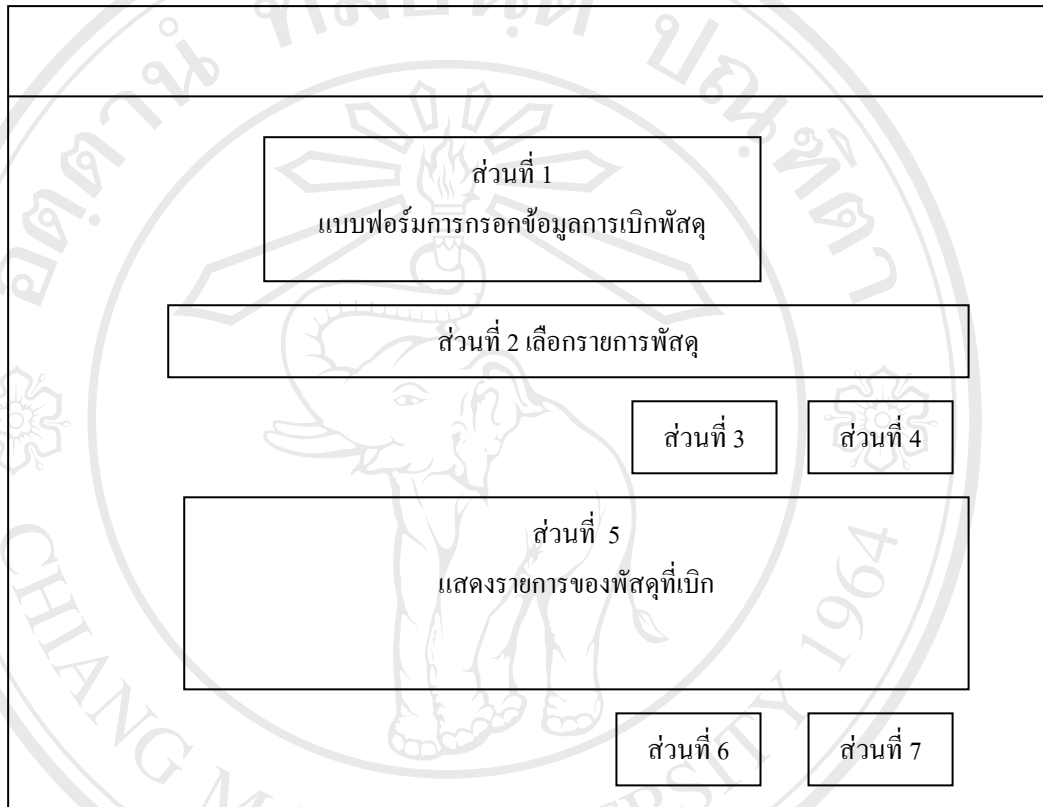 ส่วนที่ 1
แบบฟอร์มการกรอกข้อมูลการเบิกพัสดุ
ส่วนที่ 2 เลือกรายการพัสดุ
ส่วนที่ 3
ส่วนที่ 4
ส่วนที่ 5
แสดงรายการของพัสดุที่เบิก
ส่วนที่ 6
ส่วนที่ 7
CHIANG
1964